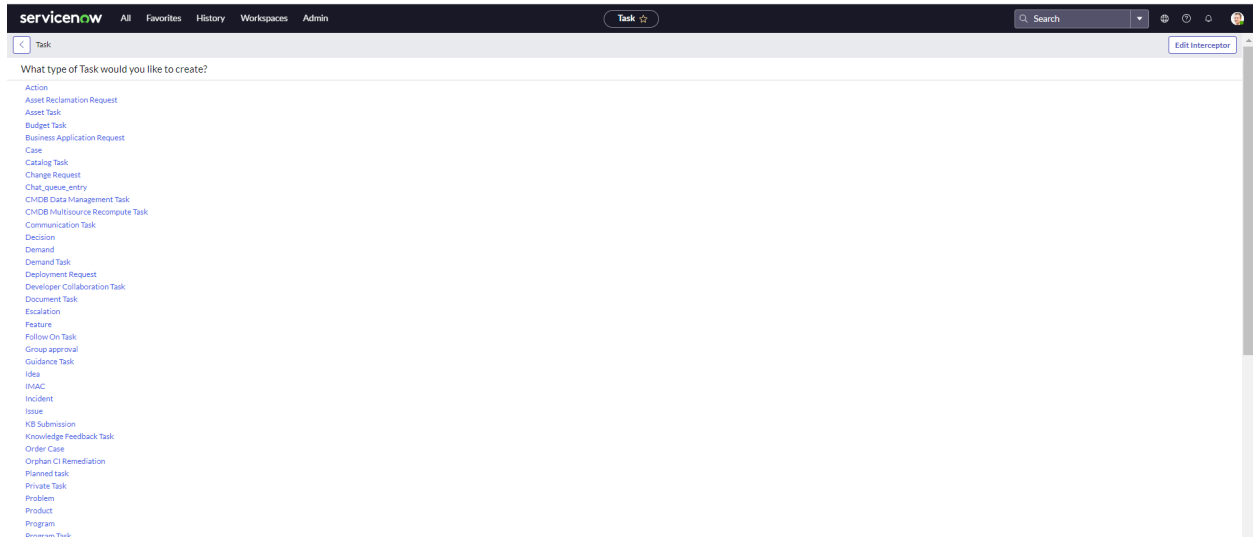 servicenow All Favorites History Workspaces Admin Task Search
Task Edit Interceptor
What type of Task would you like to create?
Action
Asset Reclamation Request
Asset Task
Budget Task
Business Application Request
Case
Catalog Task
Change Request
Chat_queue_entry
CMDB Data Management Task
CMDB Multisource Recompute Task
Communication Task
Decision
Demand
Demand Task
Deployment Request
Developer Collaboration Task
Document Task
Escalation
Feature
Follow On Task
Group approval
Guidance Task
Idea
IMAC
Incident
Issue
KB Submission
Knowledge Feedback Task
Order Case
Orphan CI Remediation
Planned task
Private Task
Problem
Product
Program
Program Task